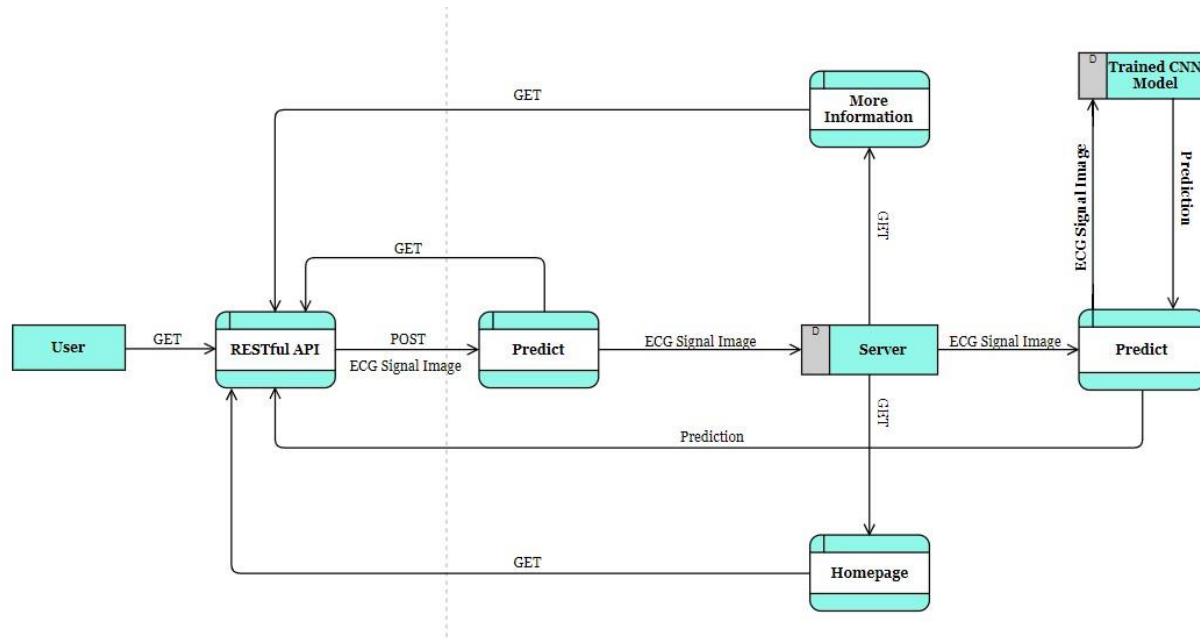 D
Trained CNN
Model
GET
More
Information
ECG Signal Image
Prediction
GET
GET
User
GET
RESTful API
POST
ECG Signal Image
Predict
ECG Signal Image
D
Server
ECG Signal Image
Predict
GET
Prediction
GET
Homepage